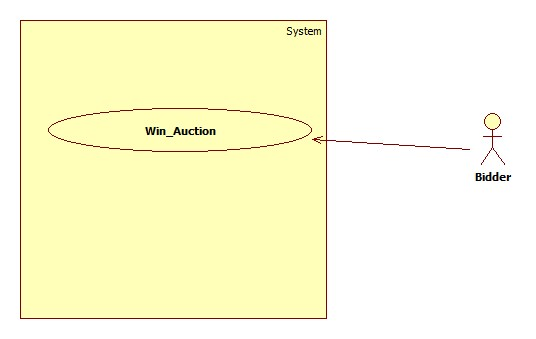 System
Win_Auction
Bidder